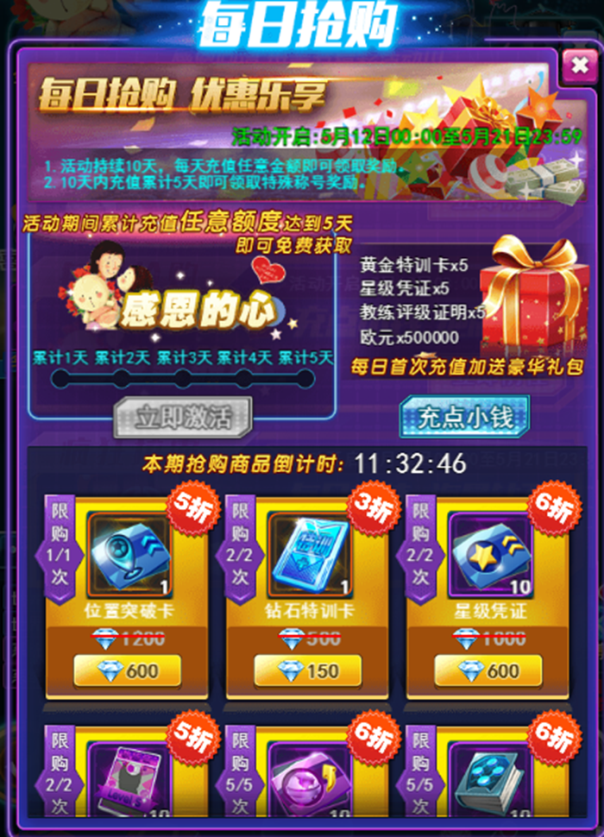 每日抢购
每日抢购 优惠乐享
活动开启:5月12日00:00至5月21日23:59
1. 活动持续10天，每天充值任意金额即可领取奖励。
2. 10天内充值累计5天即可领取特殊称号奖励。
活动期间累计充值任意额度达到5天
即可免费获取
感恩的心
累计1天 累计2天 累计3天 累计4天 累计5天
立即激活
黄金特训卡x5
星级凭证x5
教练评级证明x5
欧元x500000
每日首次充值加送豪华礼包
充点小钱
本期抢购商品倒计时: 11:32:46
限购1/1次
5折
1
位置突破卡
1200
600
限购2/2次
3折
特训
1
钻石特训卡
500
150
限购2/2次
6折
10
星级凭证
1000
600
限购2/2次
5折
10
限购5/5次
6折
10
限购5/5次
6折
10